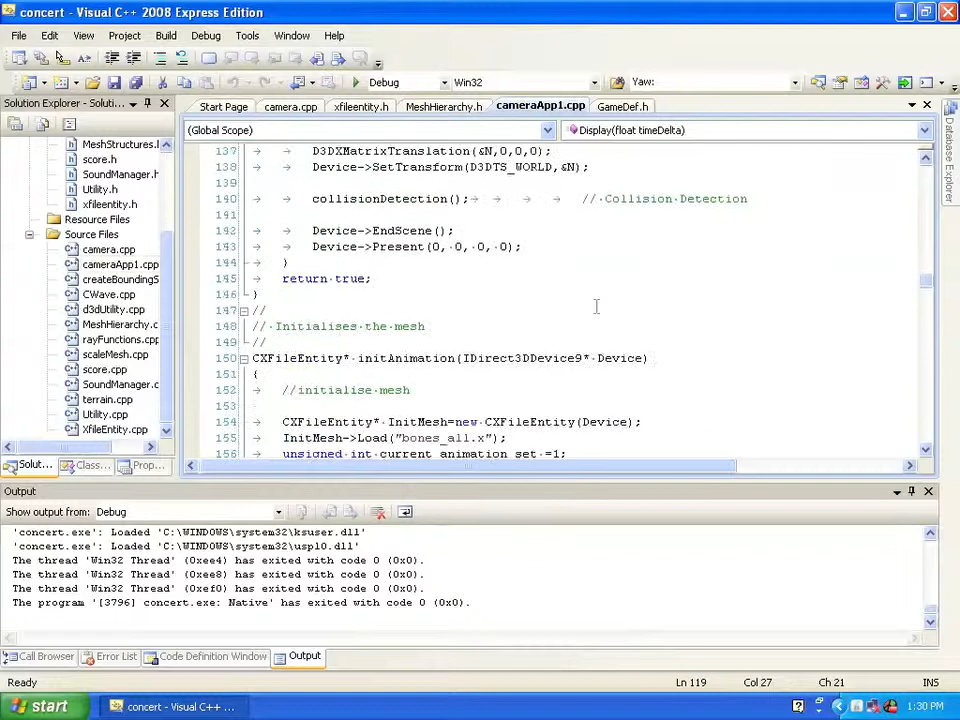 concert - Visual C++ 2008 Express Edition
File Edit View Project Build Debug Tools Window Help
Debug Win32 Yaw:
Solution Explorer - Soluti...
Start Page camera.cpp xfileentity.h MeshHierarchy.h cameraApp1.cpp GameDef.h
(Global Scope) Display(float timeDelta)
MeshStructures.l
score.h
SoundManager.h
Utility.h
xfileentity.h
Resource Files
Source Files
camera.cpp
cameraApp1.cpp
createBoundingS
CWave.cpp
d3dUtility.cpp
MeshHierarchy.c
rayFunctions.cp
scaleMesh.cpp
score.cpp
SoundManager.c
terrain.cpp
Utility.cpp
XfileEntity.cpp
137 D3DXMatrixTranslation(&N,0,0,0);
138 Device->SetTransform(D3DTS_WORLD,&N);
139
140 collisionDetection(); // Collision Detection
141
142 Device->EndScene();
143 Device->Present(0, 0, 0, 0);
144 }
145 return true;
146 }
147 //
148 // Initialises the mesh
149 //
150 CXFileEntity* initAnimation(IDirect3DDevice9* Device)
151 {
152 //initialise mesh
153
154 CXFileEntity* InitMesh=new CXFileEntity(Device);
155 InitMesh->Load("bones_all.x");
156 unsigned int current animation set =1;
Solut... Class... Prop...
Database Explorer
Output
Show output from: Debug
'concert.exe': Loaded 'C:\WINDOWS\system32\ksuser.dll'
'concert.exe': Loaded 'C:\WINDOWS\system32\usp10.dll'
The thread 'Win32 Thread' (0xee4) has exited with code 0 (0x0).
The thread 'Win32 Thread' (0xee8) has exited with code 0 (0x0).
The thread 'Win32 Thread' (0xef0) has exited with code 0 (0x0).
The program '[3796] concert.exe: Native' has exited with code 0 (0x0).
Call Browser Error List Code Definition Window Output
Ready Ln 119 Col 27 Ch 21 INS
start concert - Visual C++ ... 1:30 PM